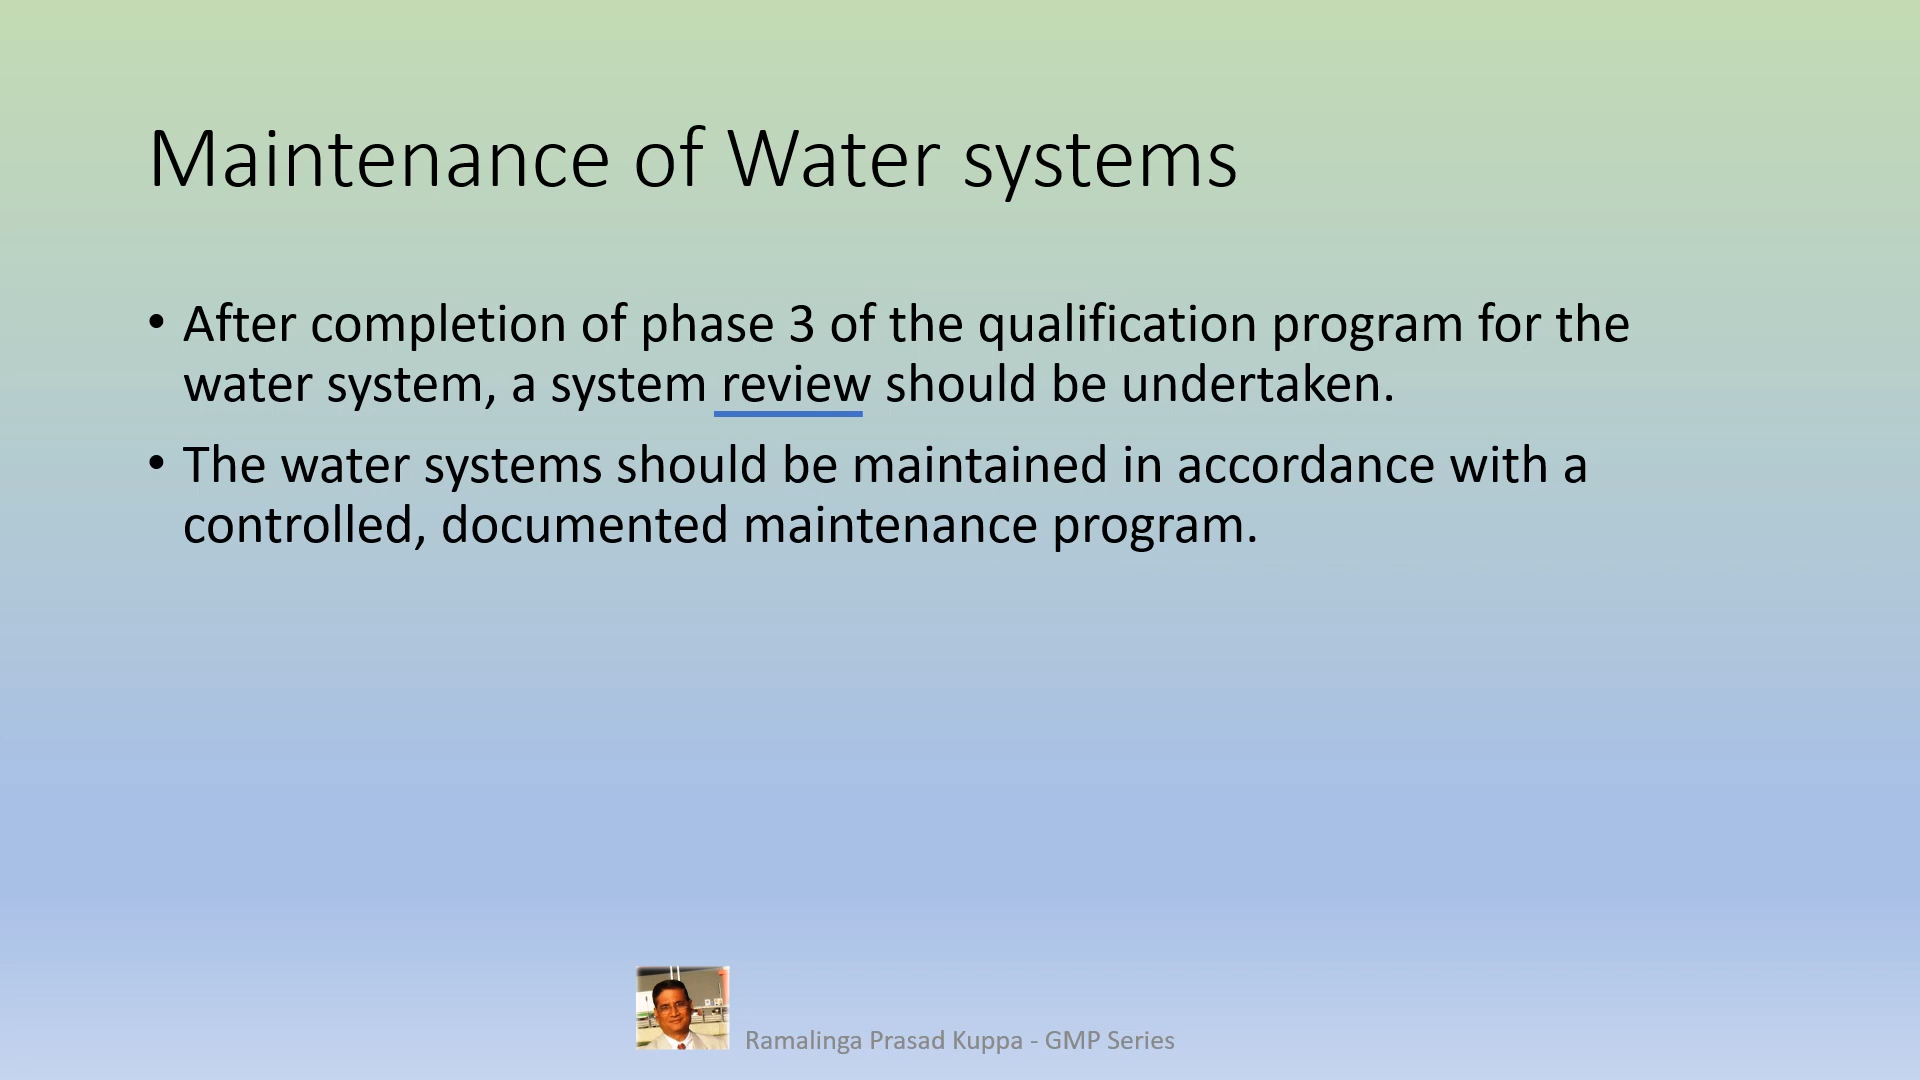 Maintenance of Water systems
• After completion of phase 3 of the qualification program for the
water system, a system review should be undertaken.
• The water systems should be maintained in accordance with a
controlled, documented maintenance program.
Ramalinga Prasad Kuppa - GMP Series